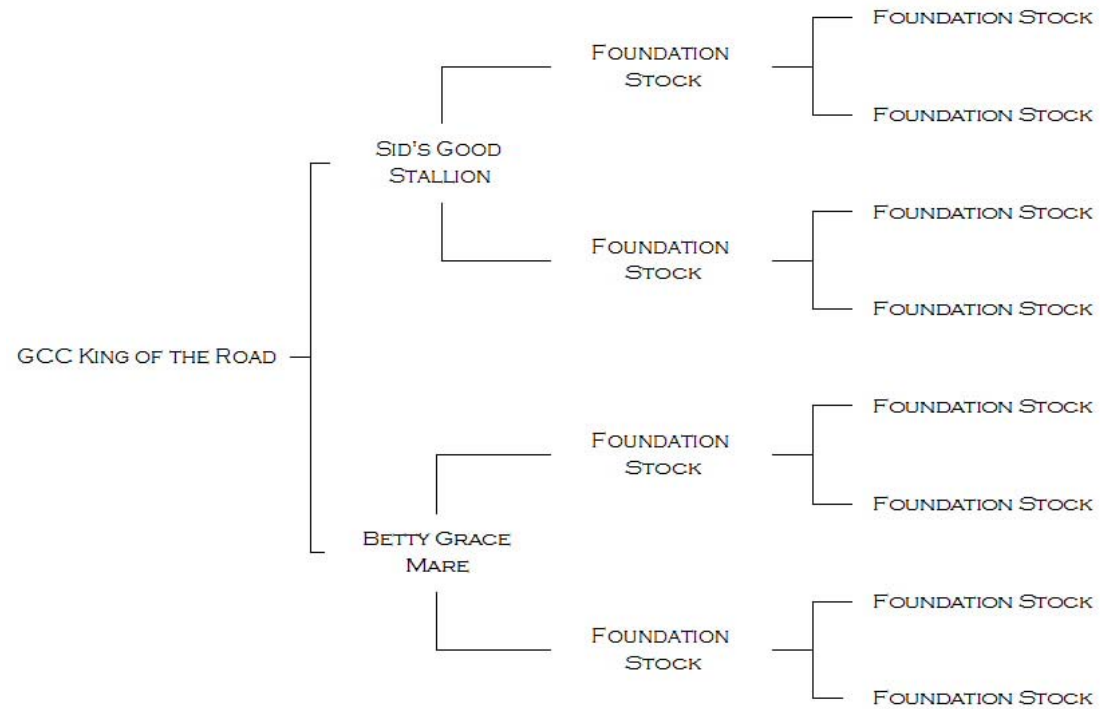 Foundation Stock
Foundation
Stock
Foundation Stock
Sid's Good
Stallion
Foundation Stock
Foundation
Stock
Foundation Stock
GCC King of the Road
Foundation Stock
Foundation
Stock
Foundation Stock
Betty Grace
Mare
Foundation Stock
Foundation
Stock
Foundation Stock